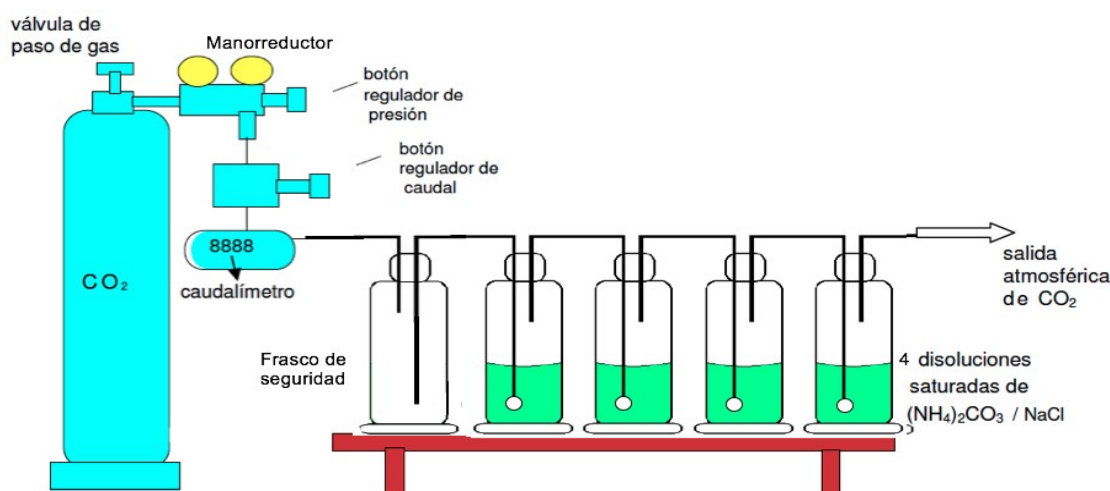 válvula de
paso de gas
Manorreductor
botón
regulador de
presión
botón
regulador de
caudal
8888
caudalímetro
CO₂
salida
atmosférica
de CO₂
Frasco de
seguridad
4 disoluciones
saturadas de
(NH₄)₂CO₃ / NaCl